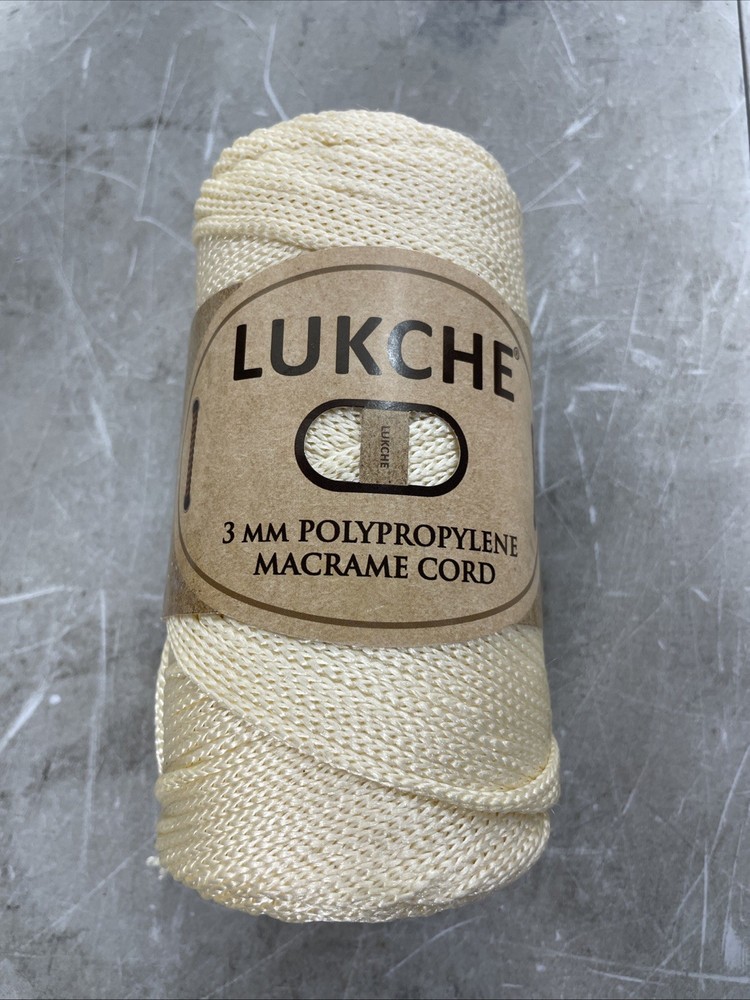 LUKCHE®
LUKCHE
3 MM POLYPROPYLENE
MACRAME CORD